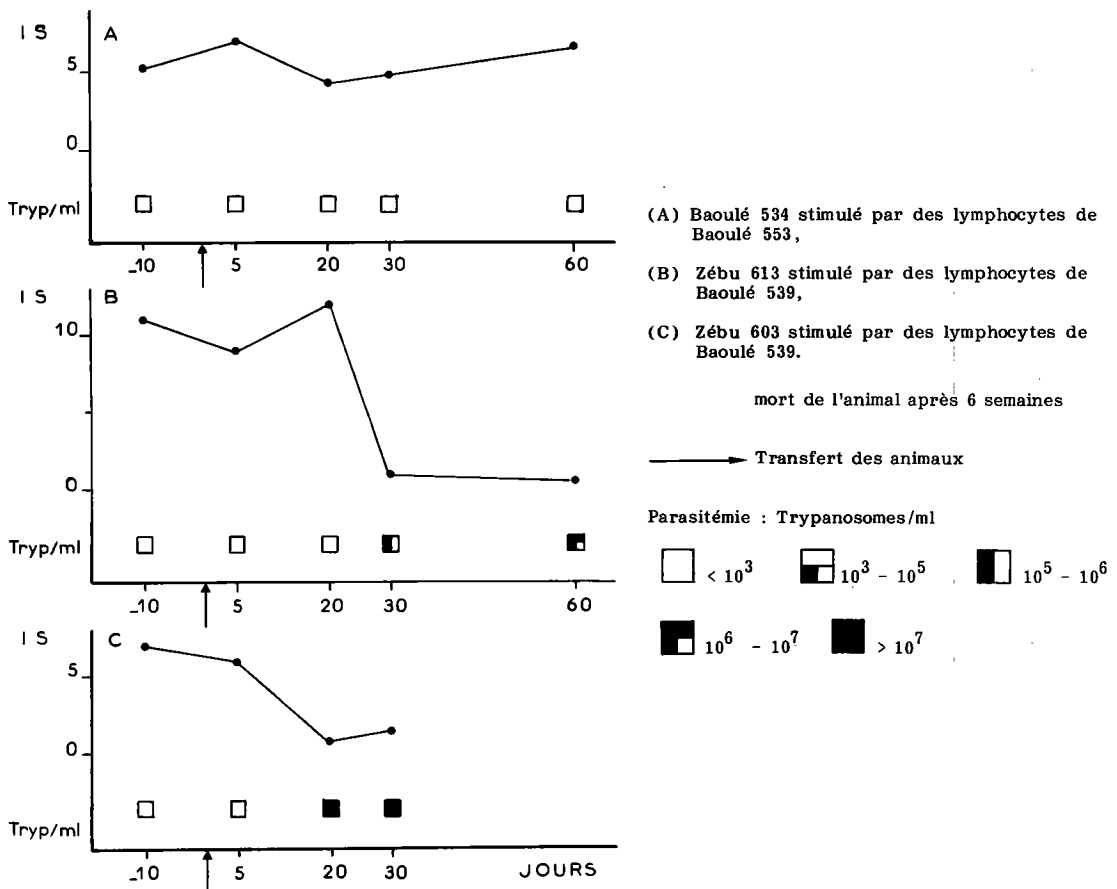 I S A
5
0
Tryp/ml
_10 5 20 30 60
I S B
10
0
Tryp/ml
_10 5 20 30 60
I S C
5
0
Tryp/ml
_10 5 20 30 JOURS
(A) Baoulé 534 stimulé par des lymphocytes de
Baoulé 553,
(B) Zébu 613 stimulé par des lymphocytes de
Baoulé 539,
(C) Zébu 603 stimulé par des lymphocytes de
Baoulé 539.
mort de l'animal après 6 semaines
Transfert des animaux
Parasitémie : Trypanosomes/ml
< 10³ 10³ - 10⁵ 10⁵ - 10⁶
10⁶ - 10⁷ > 10⁷